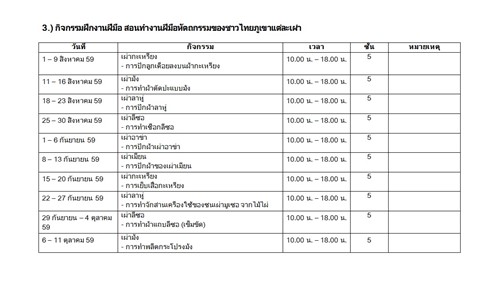 3.) กิจกรรมฝึกงานฝีมือ สอนทำงานฝีมือหัตถกรรมของชาวไทยภูเขาแต่ละเผ่า
วันที่ กิจกรรม เวลา ชั้น หมายเหตุ
1 – 9 สิงหาคม 59 เผ่ากะเหรี่ยง 10.00 น. – 18.00 น. 5
- การปักลูกเดือยลงบนผ้ากะเหรี่ยง
11 – 16 สิงหาคม 59 เผ่าม้ง 10.00 น. – 18.00 น. 5
- การทำผ้าตัดปะแบบม้ง
18 – 23 สิงหาคม 59 เผ่าลาหู่ 10.00 น. – 18.00 น. 5
- การปักผ้าลาหู่
25 – 30 สิงหาคม 59 เผ่าลีซอ 10.00 น. – 18.00 น. 5
- การทำเชือกลีซอ
1 – 6 กันยายน 59 เผ่าอาข่า 10.00 น. – 18.00 น. 5
- การปักผ้าเผ่าอาข่า
8 – 13 กันยายน 59 เผ่าเมี่ยน 10.00 น. – 18.00 น. 5
- การปักผ้าของเผ่าเมี่ยน
15 – 20 กันยายน 59 เผ่ากะเหรี่ยง 10.00 น. – 18.00 น. 5
- การเย็บเสื้อกะเหรี่ยง
22 – 27 กันยายน 59 เผ่าลาหู่ 10.00 น. – 18.00 น. 5
- การทำจักสานเครื่องใช้ของชนเผ่ามูเซอ จากไม้ไผ่
29 กันยายน – 4 ตุลาคม เผ่าลีซอ 10.00 น. – 18.00 น. 5
59 - การทำผ้าแถบลีซอ (เข็มขัด)
6 – 11 ตุลาคม 59 เผ่าม้ง 10.00 น. – 18.00 น. 5
- การทำพลีตกระโปรงม้ง